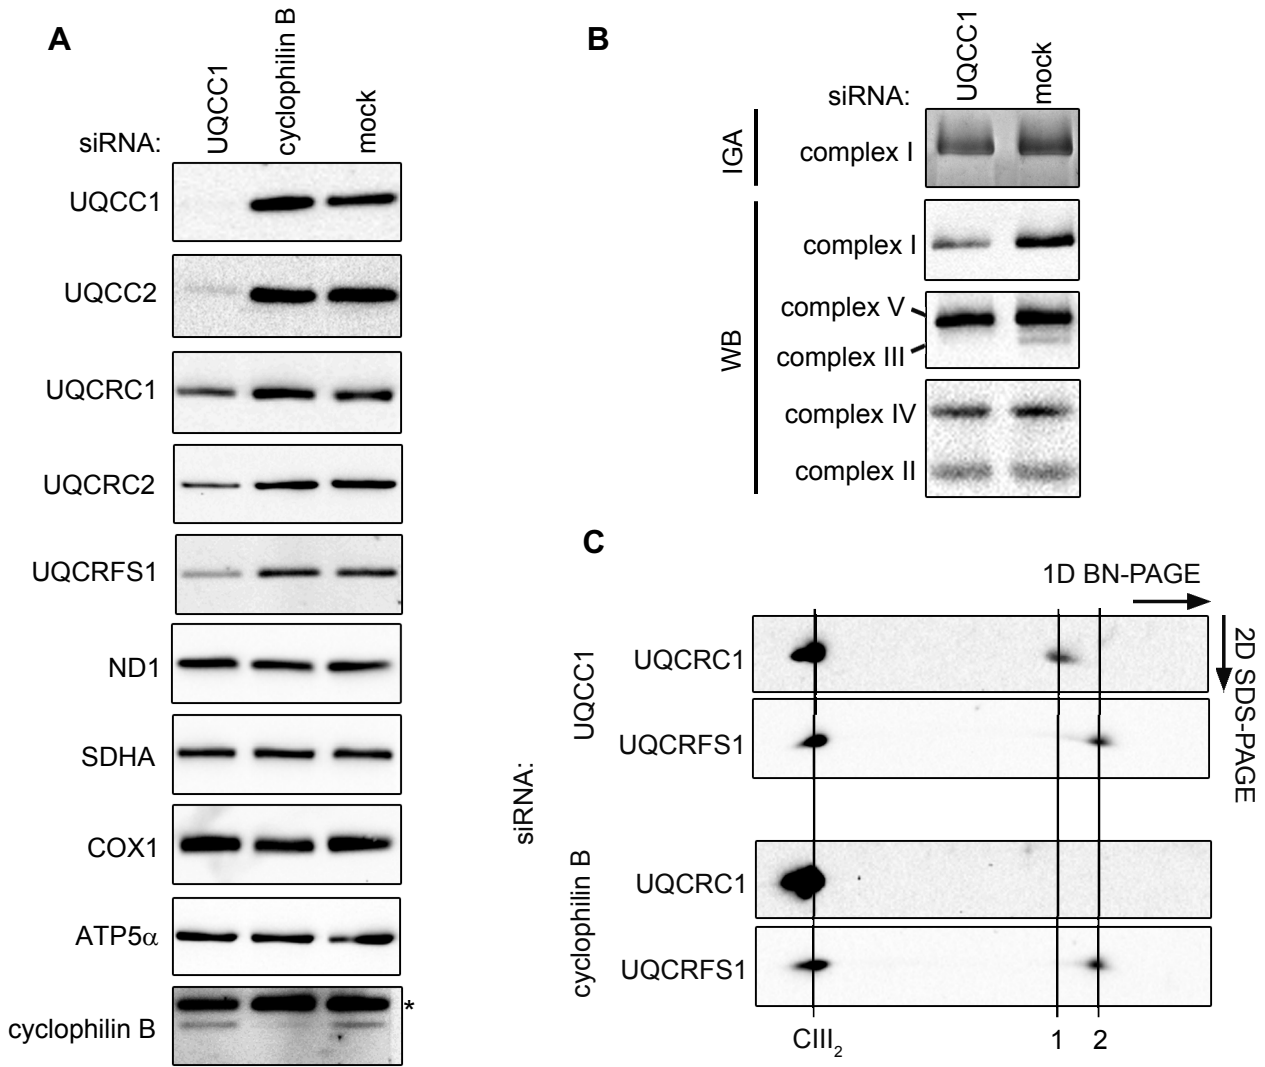 A
siRNA:
UQCC1
cyclophilin B
mock
UQCC1
UQCC2
UQCRC1
UQCRC2
UQCRFS1
ND1
SDHA
COX1
ATP5α
cyclophilin B
*
B
siRNA:
UQCC1
mock
IGA
complex I
WB
complex I
complex V
complex III
complex IV
complex II
C
1D BN-PAGE
2D SDS-PAGE
siRNA:
UQCC1
UQCRC1
UQCRFS1
cyclophilin B
UQCRC1
UQCRFS1
CIII₂
1
2